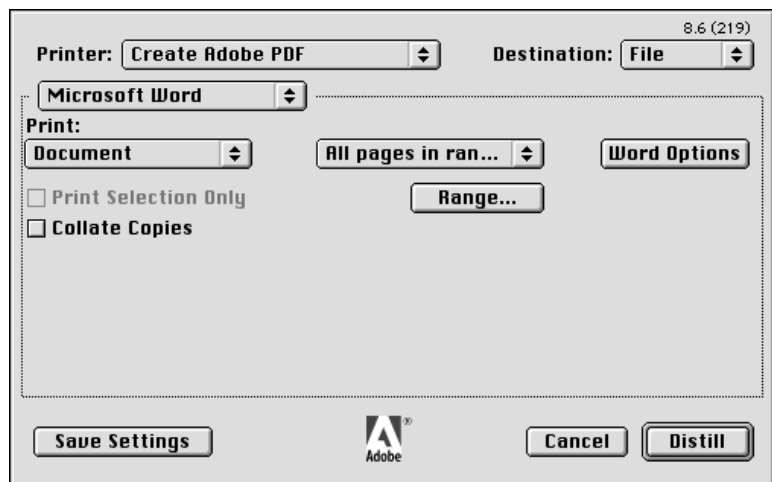 8.6 (219)
Printer: Create Adobe PDF Destination: File
Microsoft Word
Print:
Document All pages in ran... Word Options
Print Selection Only Range...
Collate Copies
Save Settings Adobe® Cancel Distill